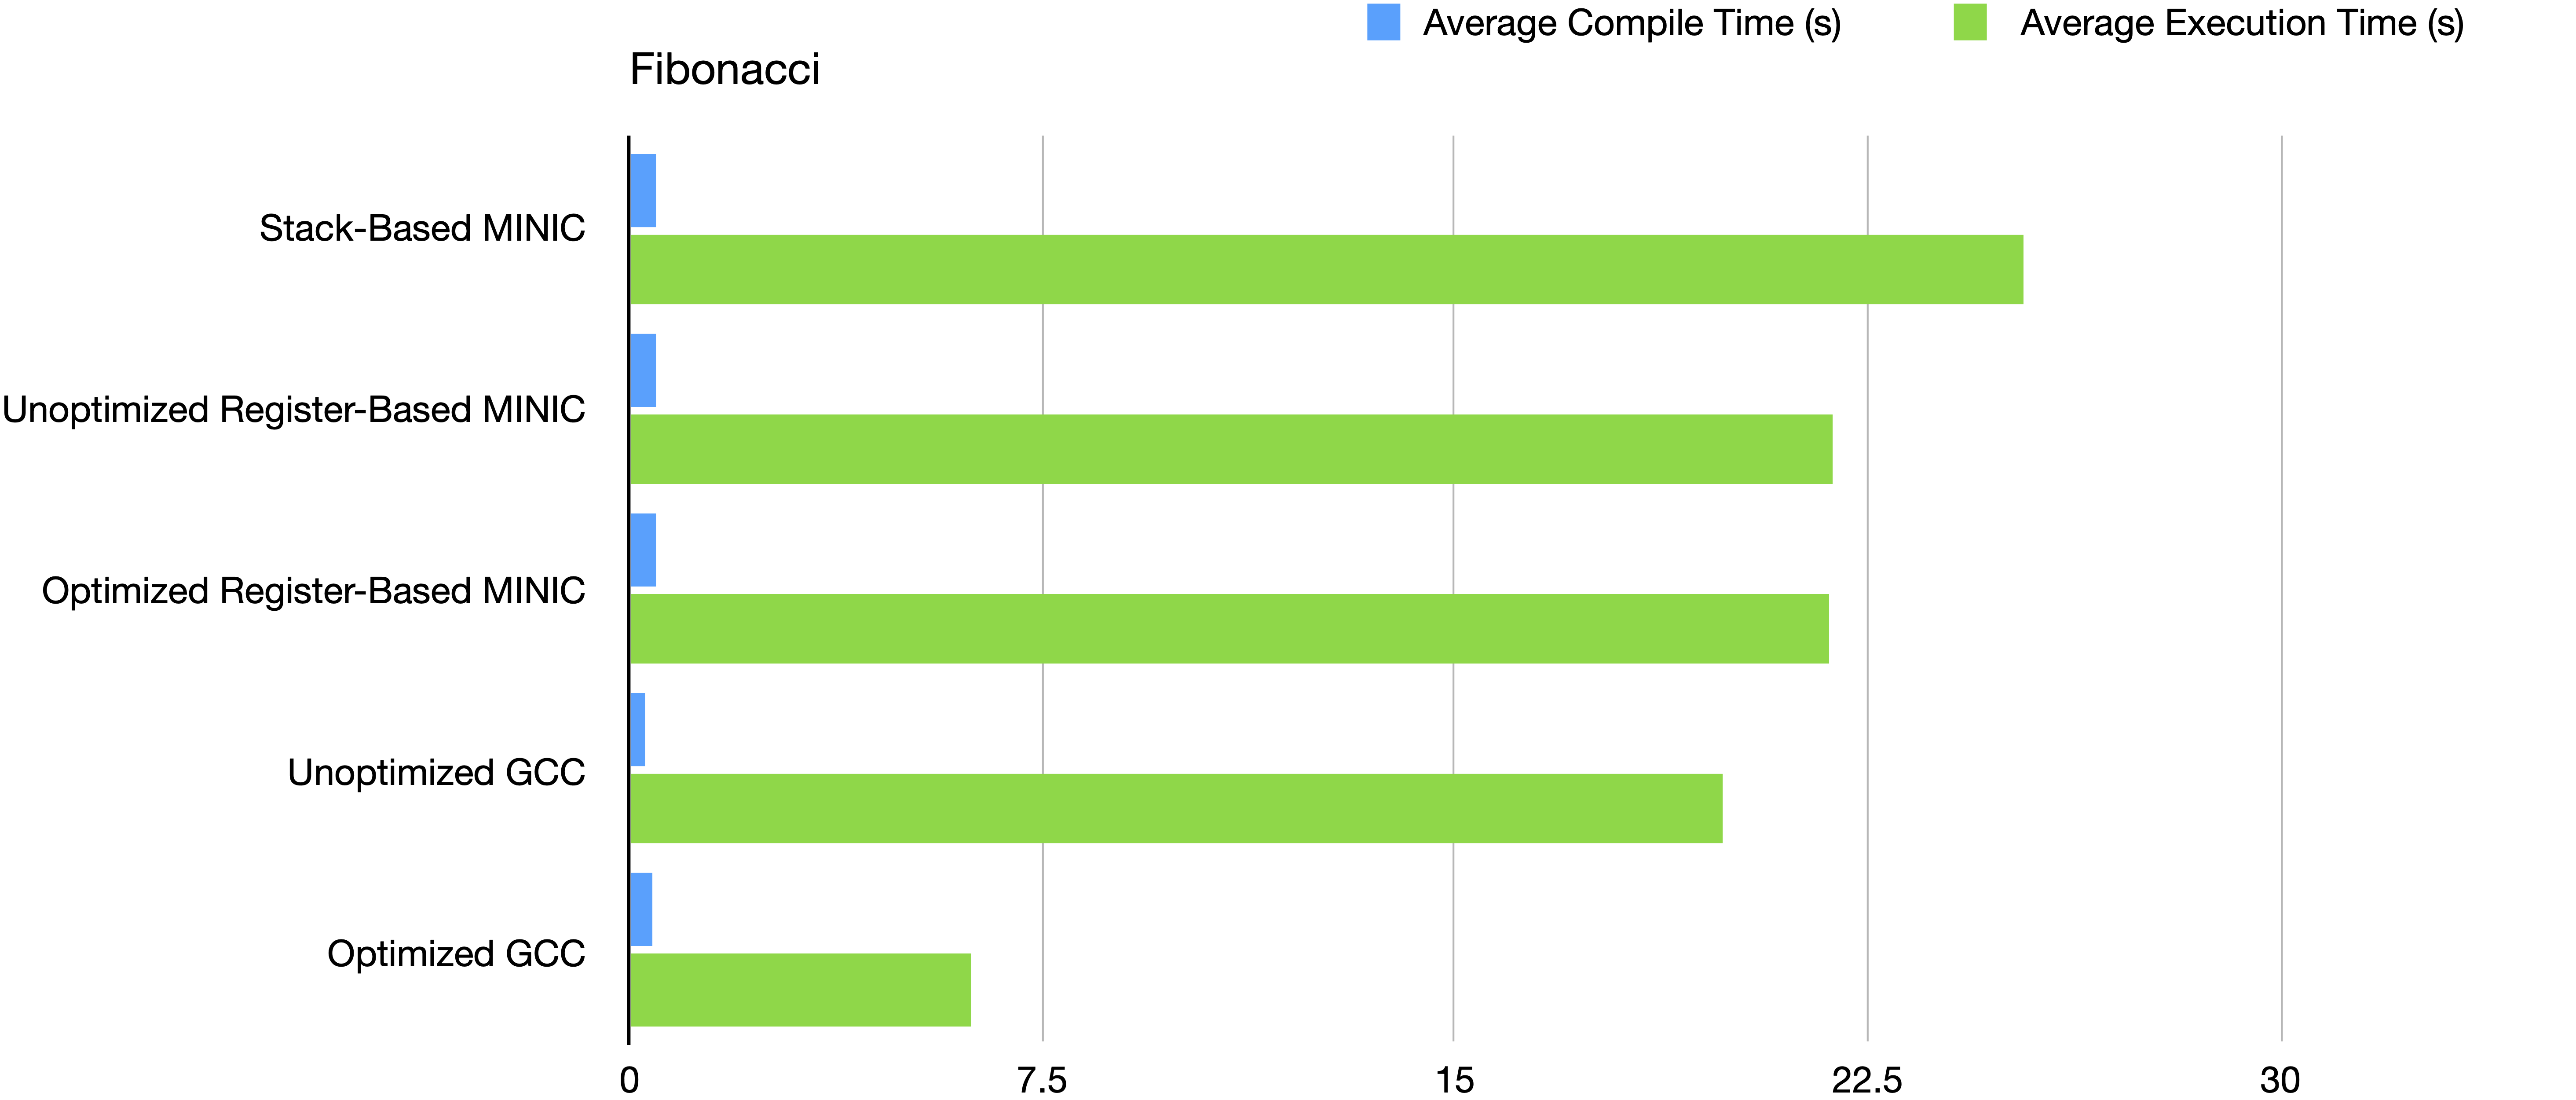 Average Compile Time (s)
Average Execution Time (s)
Fibonacci
Stack-Based MINIC
Unoptimized Register-Based MINIC
Optimized Register-Based MINIC
Unoptimized GCC
Optimized GCC
0
7.5
15
22.5
30